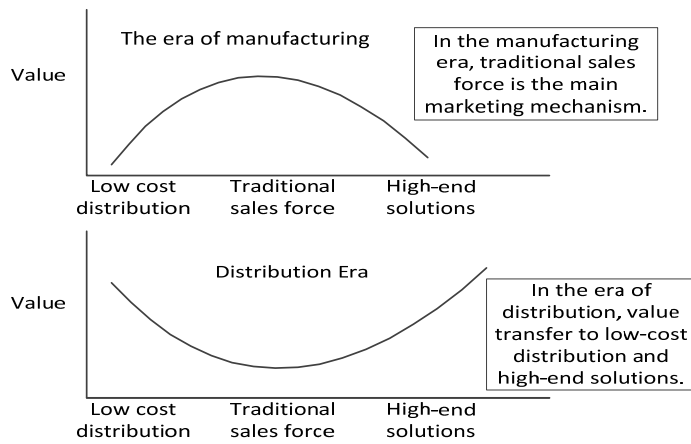 The era of manufacturing
In the manufacturing
era, traditional sales
force is the main
marketing mechanism.
Value
Low cost
distribution
Traditional
sales force
High-end
solutions
Distribution Era
Value
In the era of
distribution, value
transfer to low-cost
distribution and
high-end solutions.
Low cost
distribution
Traditional
sales force
High-end
solutions